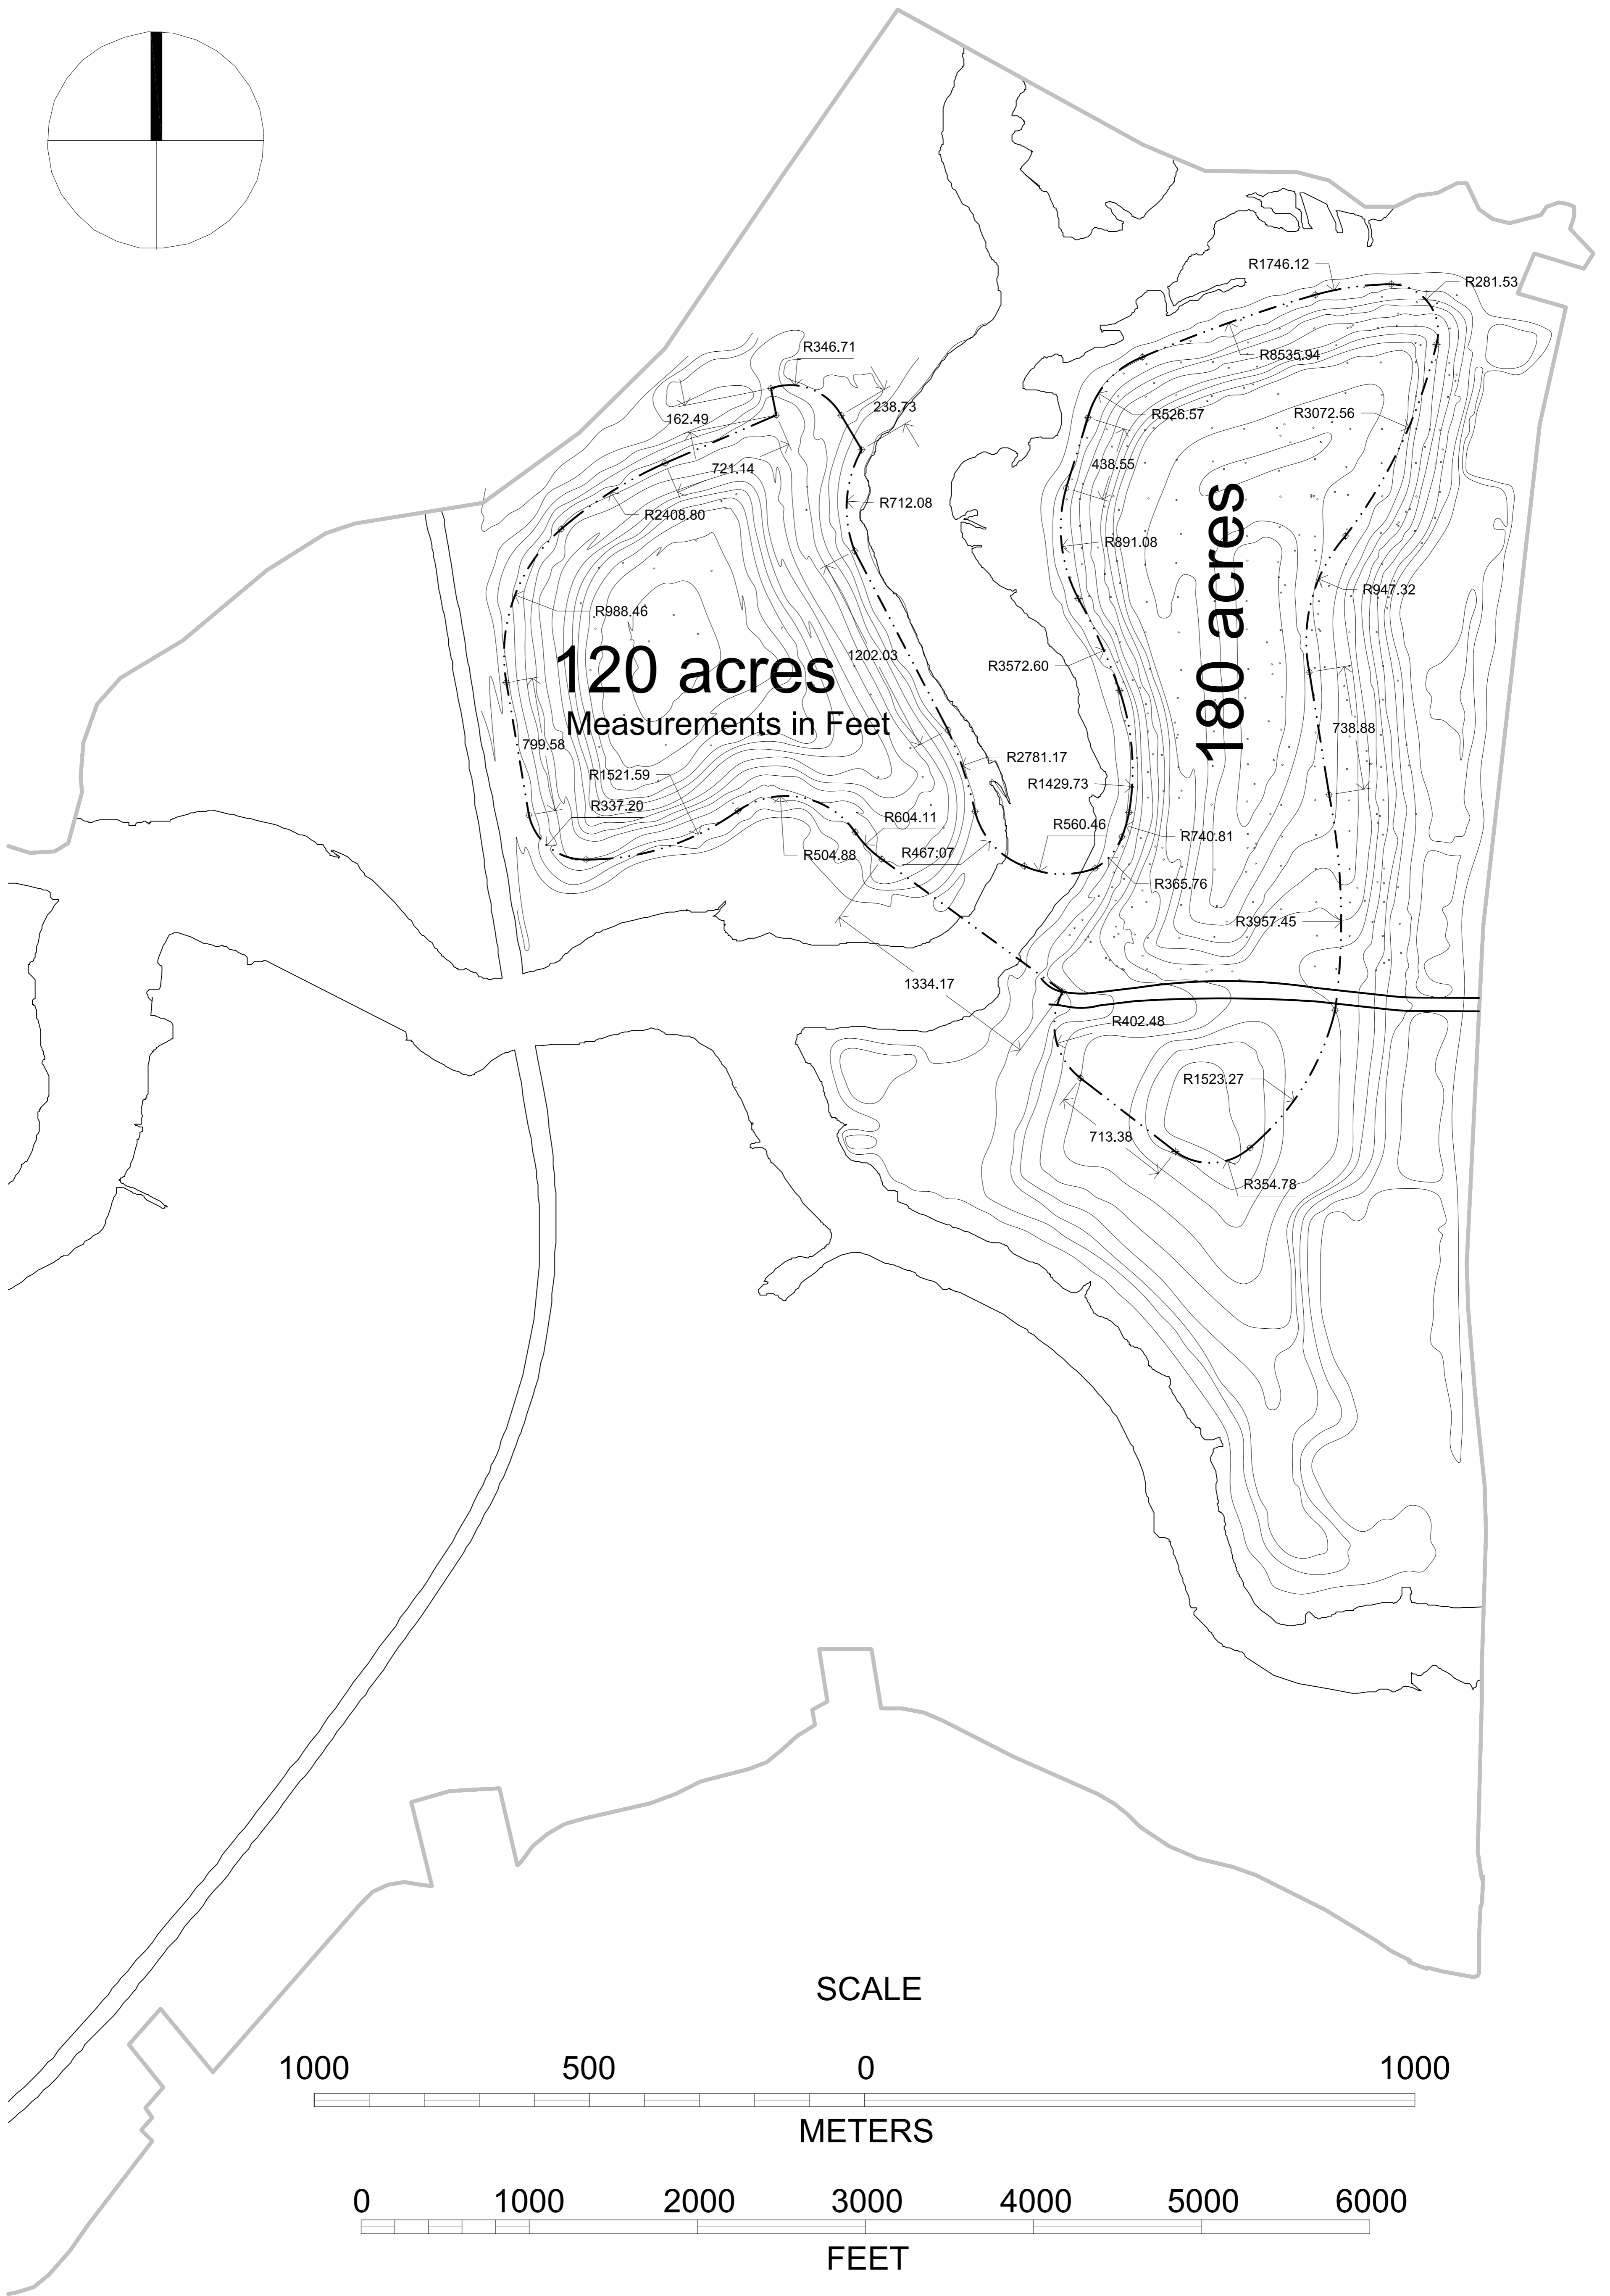 R1746.12
R281.53
R346.71
R8535.94
162.49
238.73
R526.57
R3072.56
721.14
438.55
R2408.80
R712.08
R891.08
R988.46
R947.32
180 acres
120 acres
1202.03
R3572.60
Measurements in Feet
799.58
738.88
R2781.17
R1521.59
R1429.73
R337.20
R604.11
R560.46
R740.81
R504.88
R467.07
R365.76
R3957.45
1334.17
R402.48
R1523.27
713.38
R354.78
SCALE
1000 500 0 1000
METERS
0 1000 2000 3000 4000 5000 6000
FEET